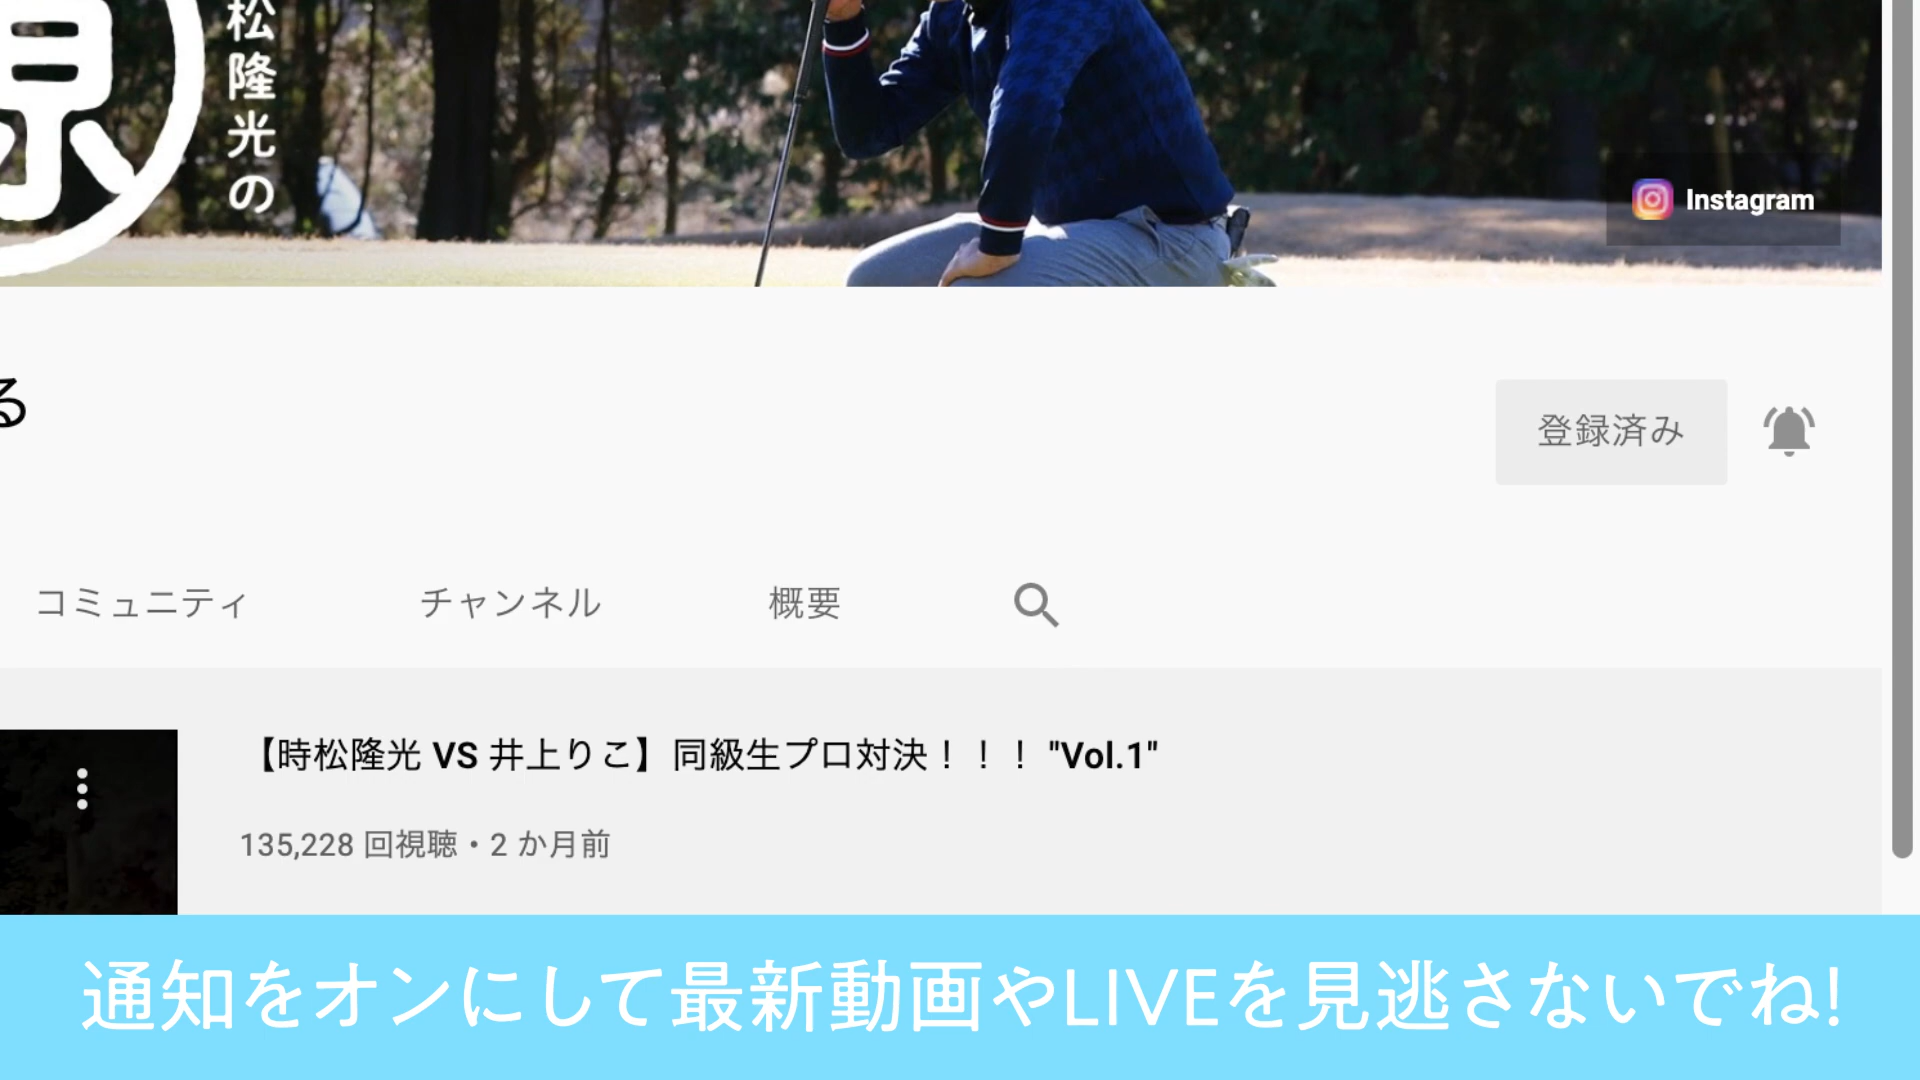 松隆光の
Instagram
る
登録済み
コミュニティ
チャンネル
概要
【時松隆光 VS 井上りこ】同級生プロ対決！！！ "Vol.1"
135,228 回視聴・2 か月前
通知をオンにして最新動画やLIVEを見逃さないでね!